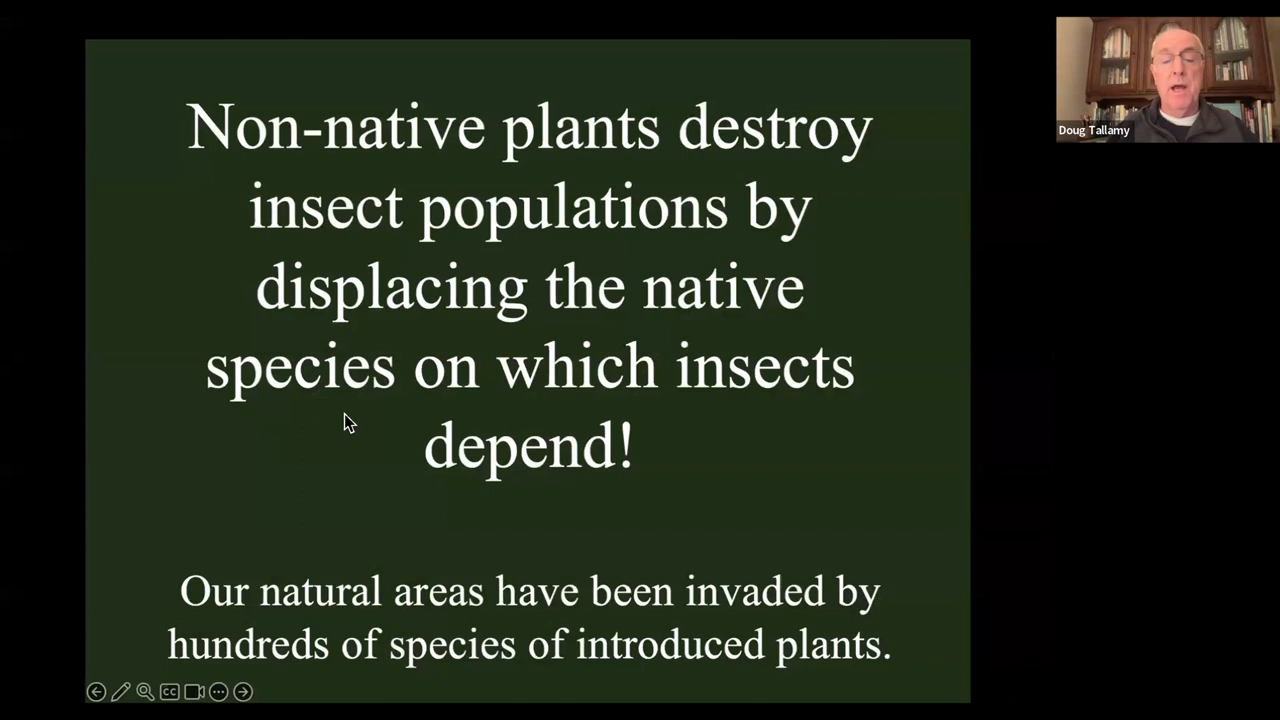 Non-native plants destroy
insect populations by
displacing the native
species on which insects
depend!
Our natural areas have been invaded by
hundreds of species of introduced plants.
Doug Tallamy
CC